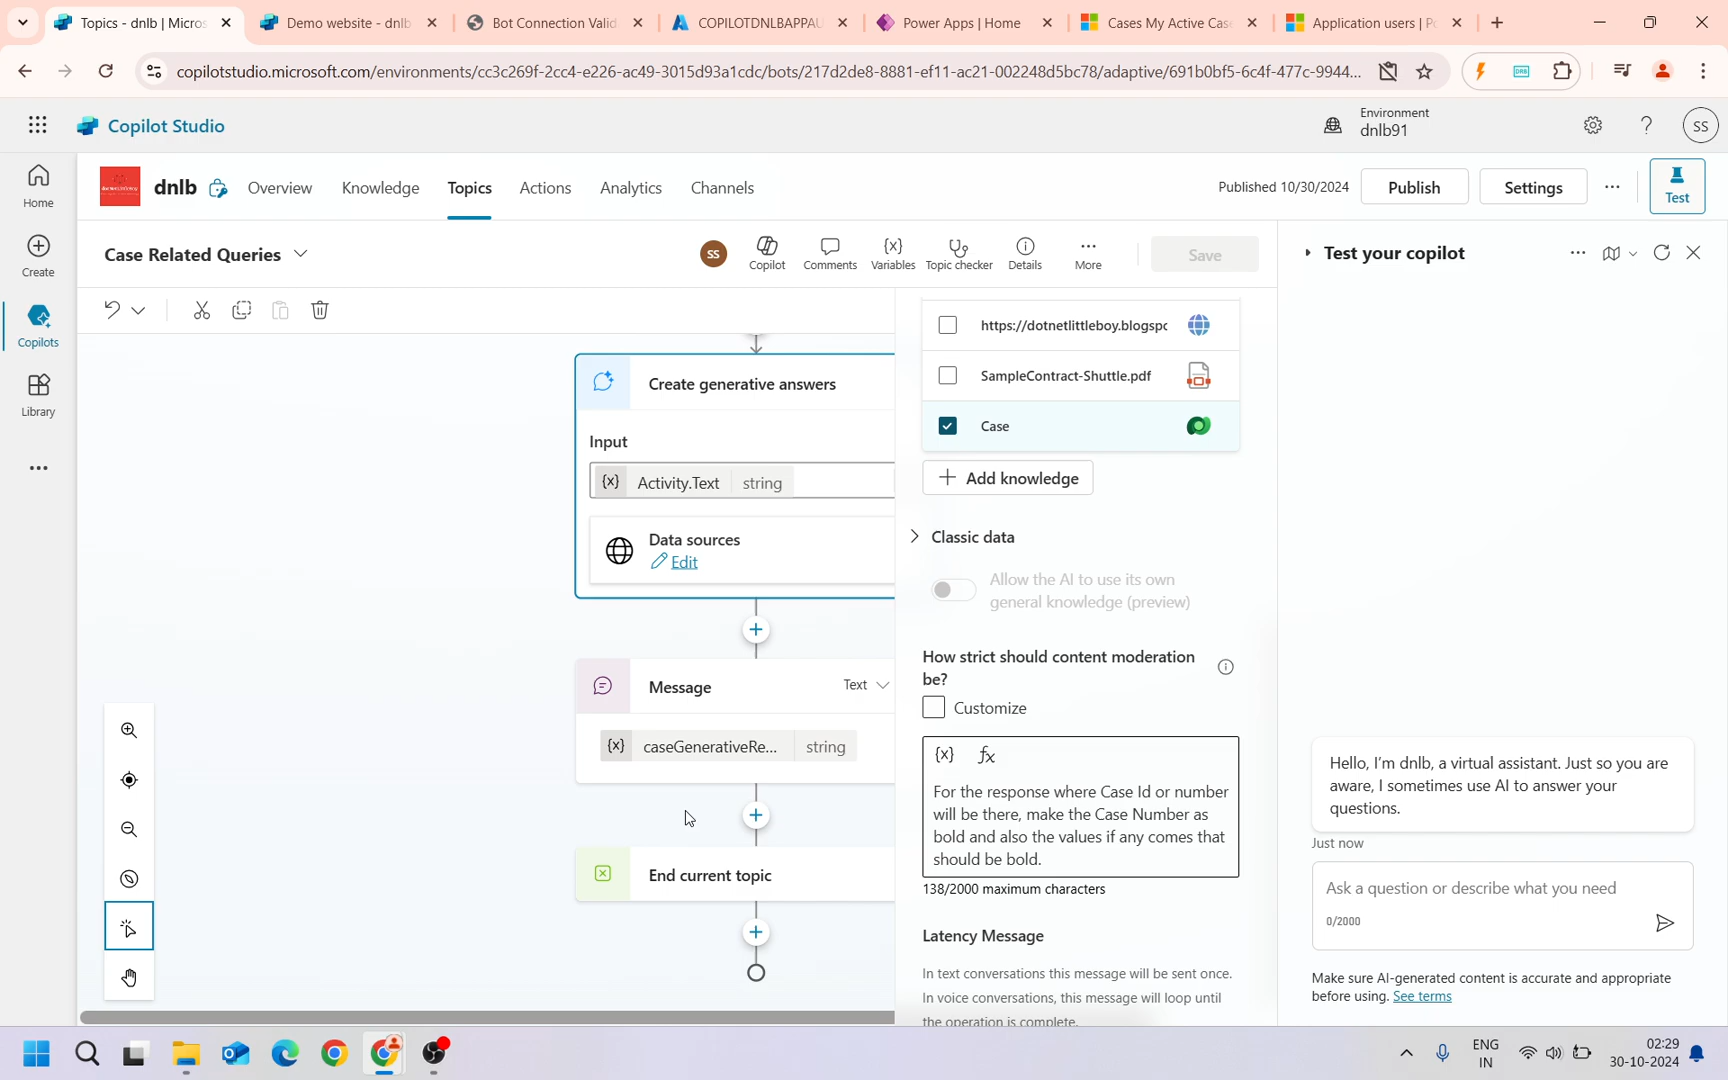 Topics - dnlb | Micros
Demo website - dnlb
Bot Connection Valid
COPILOTDNLBAPPAU
Power Apps | Home
Cases My Active Case
Application users | Po
copilotstudio.microsoft.com/environments/cc3c269f-2cc4-e226-ac49-3015d93a1cdc/bots/217d2de8-8881-ef11-ac21-002248d5bc78/adaptive/691b0bf5-6c4f-477c-9944...
Copilot Studio
Environment
dnlb91
SS
Home
Create
Copilots
Library
dnlb
Overview
Knowledge
Topics
Actions
Analytics
Channels
Published 10/30/2024
Publish
Settings
Test
Case Related Queries
SS
Copilot
Comments
Variables
Topic checker
Details
More
Save
Create generative answers
Input
{x} Activity.Text string
Data sources
Edit
Message
Text
{x} caseGenerativeRe... string
End current topic
https://dotnetlittleboy.blogspo
SampleContract-Shuttle.pdf
Case
Add knowledge
Classic data
Allow the AI to use its own
general knowledge (preview)
How strict should content moderation
be?
Customize
{x} fx
For the response where Case Id or number
will be there, make the Case Number as
bold and also the values if any comes that
should be bold.
138/2000 maximum characters
Latency Message
In text conversations this message will be sent once.
In voice conversations, this message will loop until
the operation is complete.
Test your copilot
Hello, I'm dnlb, a virtual assistant. Just so you are
aware, I sometimes use AI to answer your
questions.
Just now
Ask a question or describe what you need
0/2000
Make sure AI-generated content is accurate and appropriate
before using. See terms
ENG
IN
02:29
30-10-2024